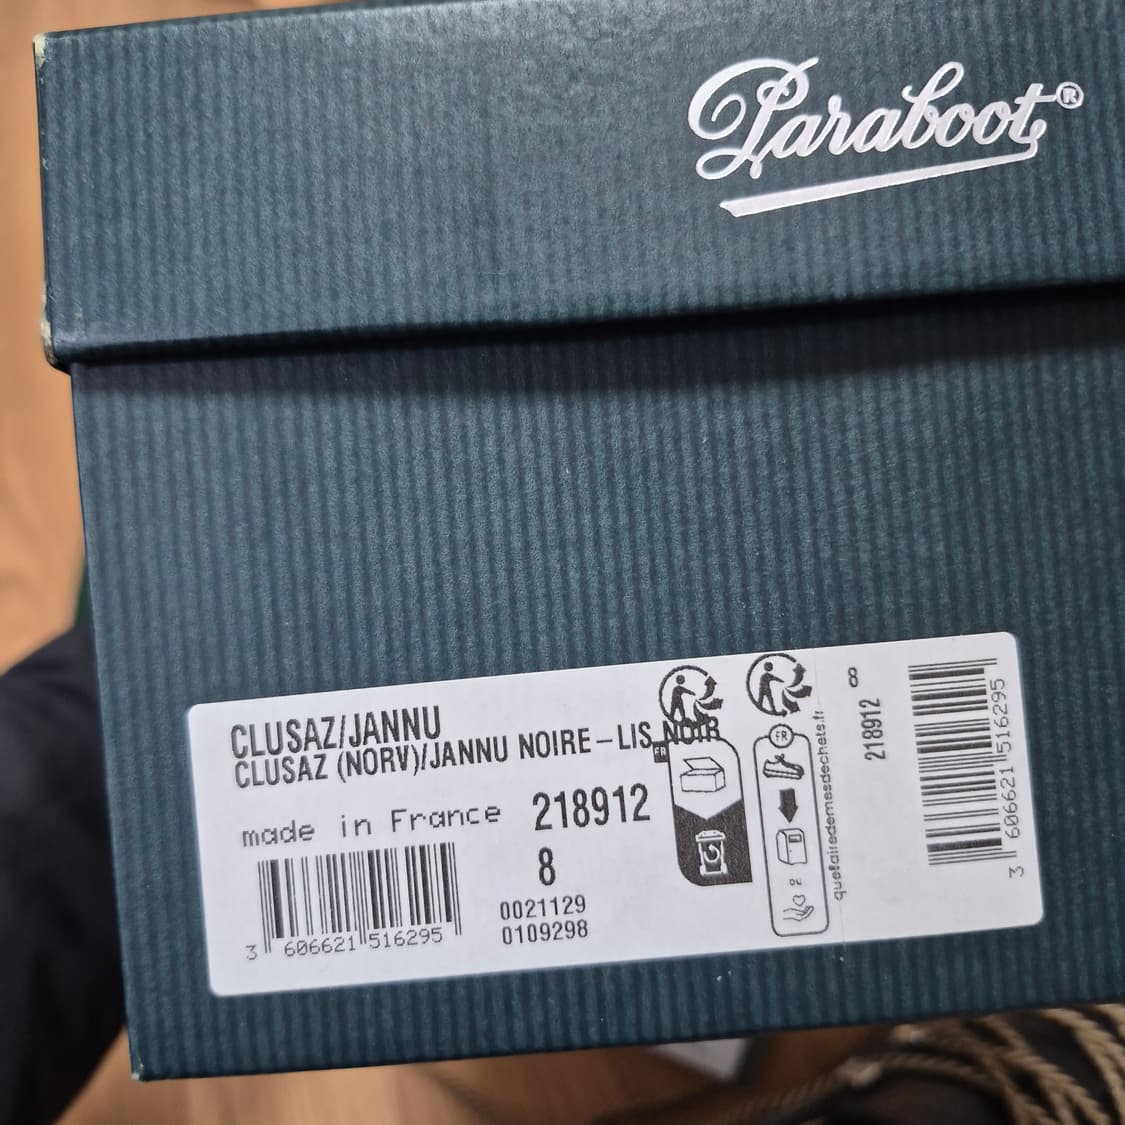 Paraboot®
CLUSAZ/JANNU
CLUSAZ (NORV)/JANNU NOIRE–LIS NOIR
made in France 218912
8
0021129
0109298
3 606621 516295
FR
FR
quefairedemesdechets.fr
8
218912
3 606621 516295